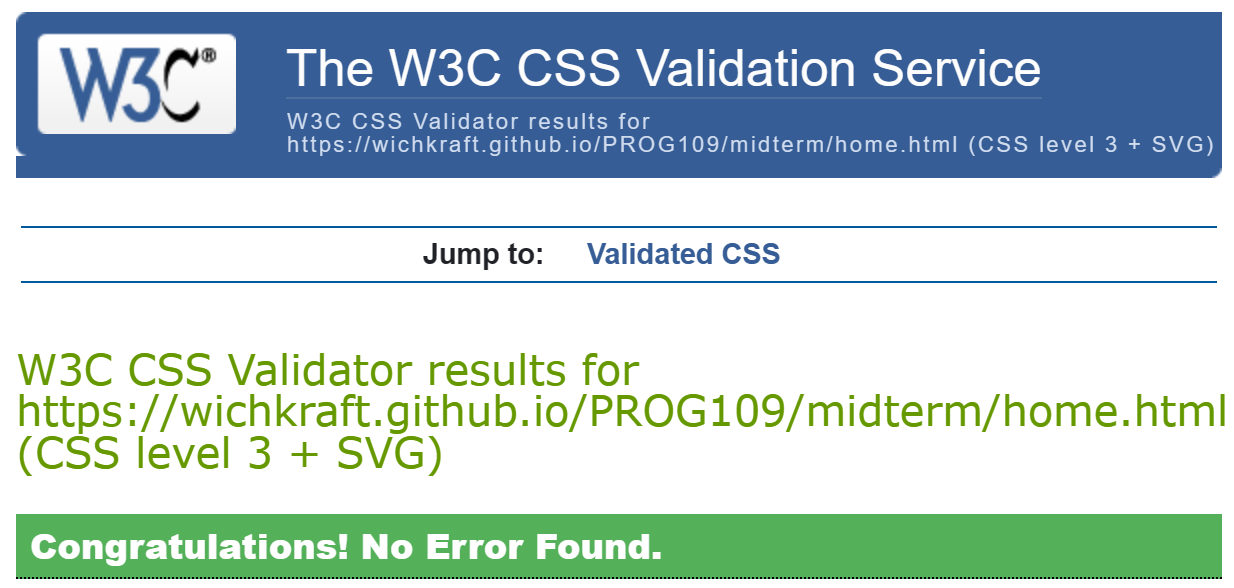 W3C®
The W3C CSS Validation Service
W3C CSS Validator results for
https://wichkraft.github.io/PROG109/midterm/home.html (CSS level 3 + SVG)
Jump to: Validated CSS
W3C CSS Validator results for
https://wichkraft.github.io/PROG109/midterm/home.html
(CSS level 3 + SVG)
Congratulations! No Error Found.